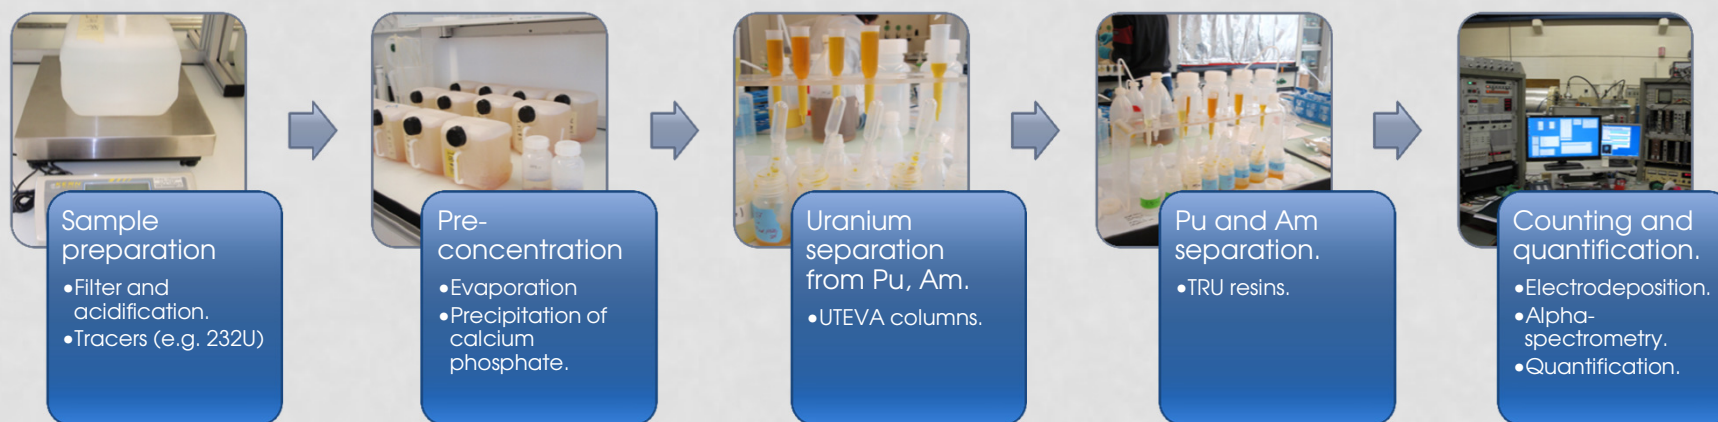 Sample
preparation
•Filter and
acidification.
•Tracers (e.g. 232U)
Pre-
concentration
•Evaporation
•Precipitation of
calcium
phosphate.
Uranium
separation
from Pu, Am.
•UTEVA columns.
Pu and Am
separation.
•TRU resins.
Counting and
quantification.
•Electrodeposition.
•Alpha-
spectrometry.
•Quantification.